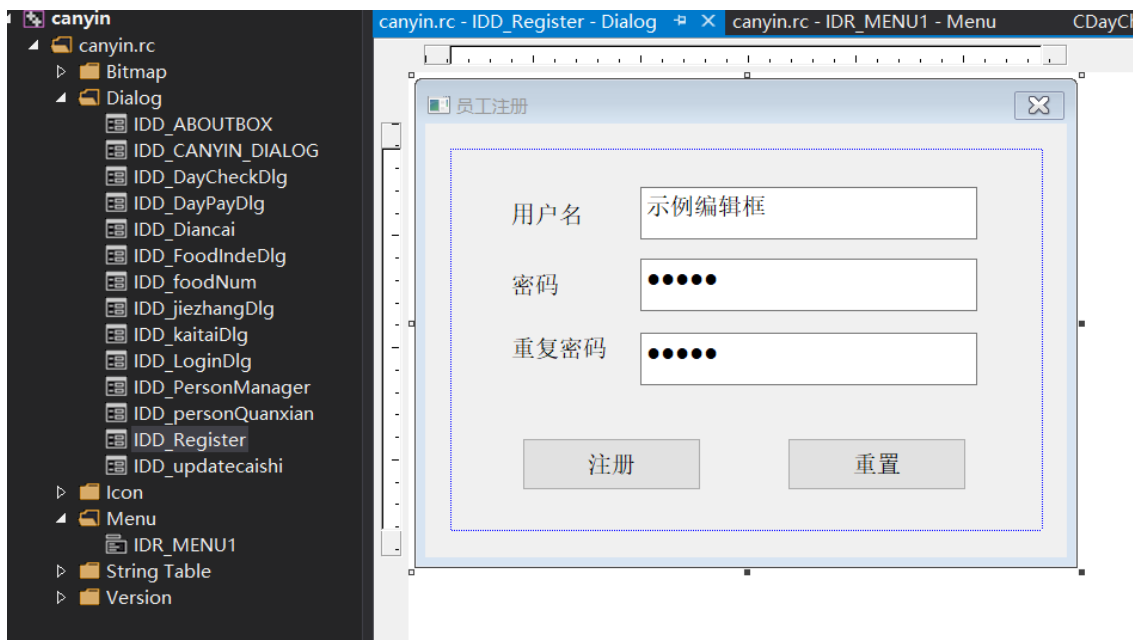 canyin
canyin.rc
Bitmap
Dialog
IDD_ABOUTBOX
IDD_CANYIN_DIALOG
IDD_DayCheckDlg
IDD_DayPayDlg
IDD_Diancai
IDD_FoodIndeDlg
IDD_foodNum
IDD_jiezhangDlg
IDD_kaitaiDlg
IDD_LoginDlg
IDD_PersonManager
IDD_personQuanxian
IDD_Register
IDD_updatecaishi
Icon
Menu
IDR_MENU1
String Table
Version
canyin.rc - IDD_Register - Dialog canyin.rc - IDR_MENU1 - Menu CDayCh
员工注册
用户名 示例编辑框
密码 ●●●●●
重复密码 ●●●●●
注册 重置